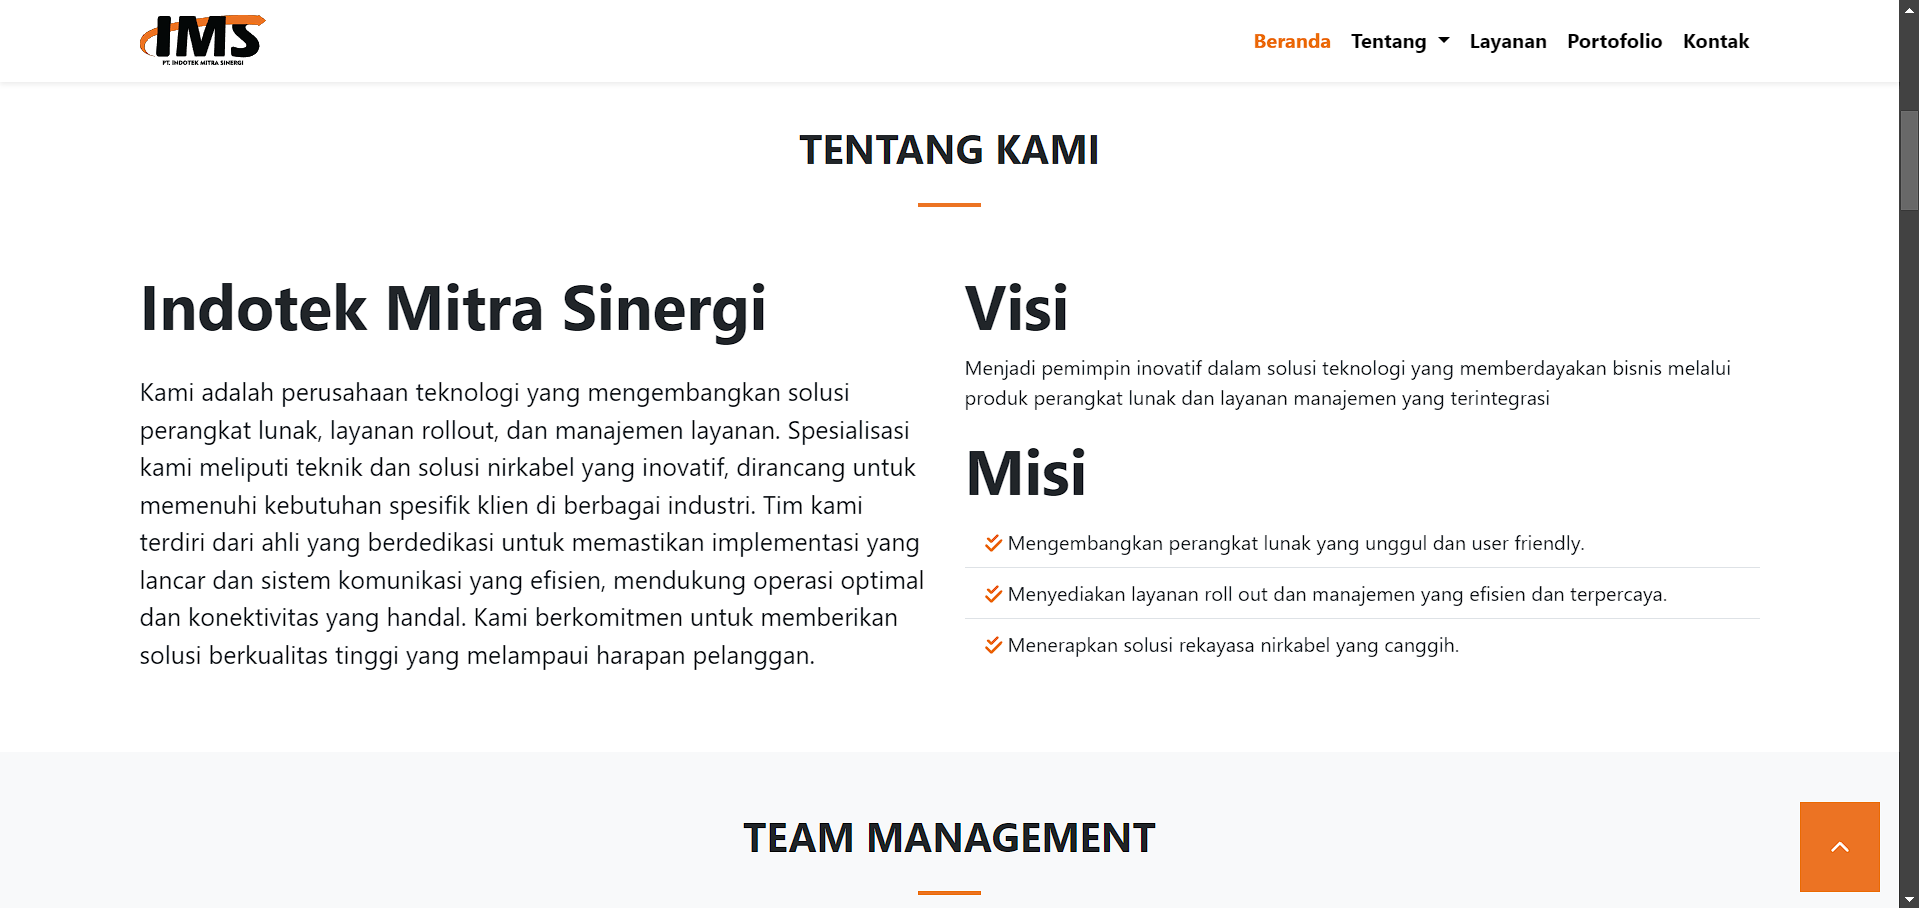 IMS
PT. INDOTEK MITRA SINERGI
Beranda Tentang Layanan Portofolio Kontak
TENTANG KAMI
Indotek Mitra Sinergi
Kami adalah perusahaan teknologi yang mengembangkan solusi
perangkat lunak, layanan rollout, dan manajemen layanan. Spesialisasi
kami meliputi teknik dan solusi nirkabel yang inovatif, dirancang untuk
memenuhi kebutuhan spesifik klien di berbagai industri. Tim kami
terdiri dari ahli yang berdedikasi untuk memastikan implementasi yang
lancar dan sistem komunikasi yang efisien, mendukung operasi optimal
dan konektivitas yang handal. Kami berkomitmen untuk memberikan
solusi berkualitas tinggi yang melampaui harapan pelanggan.
Visi
Menjadi pemimpin inovatif dalam solusi teknologi yang memberdayakan bisnis melalui
produk perangkat lunak dan layanan manajemen yang terintegrasi
Misi
Mengembangkan perangkat lunak yang unggul dan user friendly.
Menyediakan layanan roll out dan manajemen yang efisien dan terpercaya.
Menerapkan solusi rekayasa nirkabel yang canggih.
TEAM MANAGEMENT